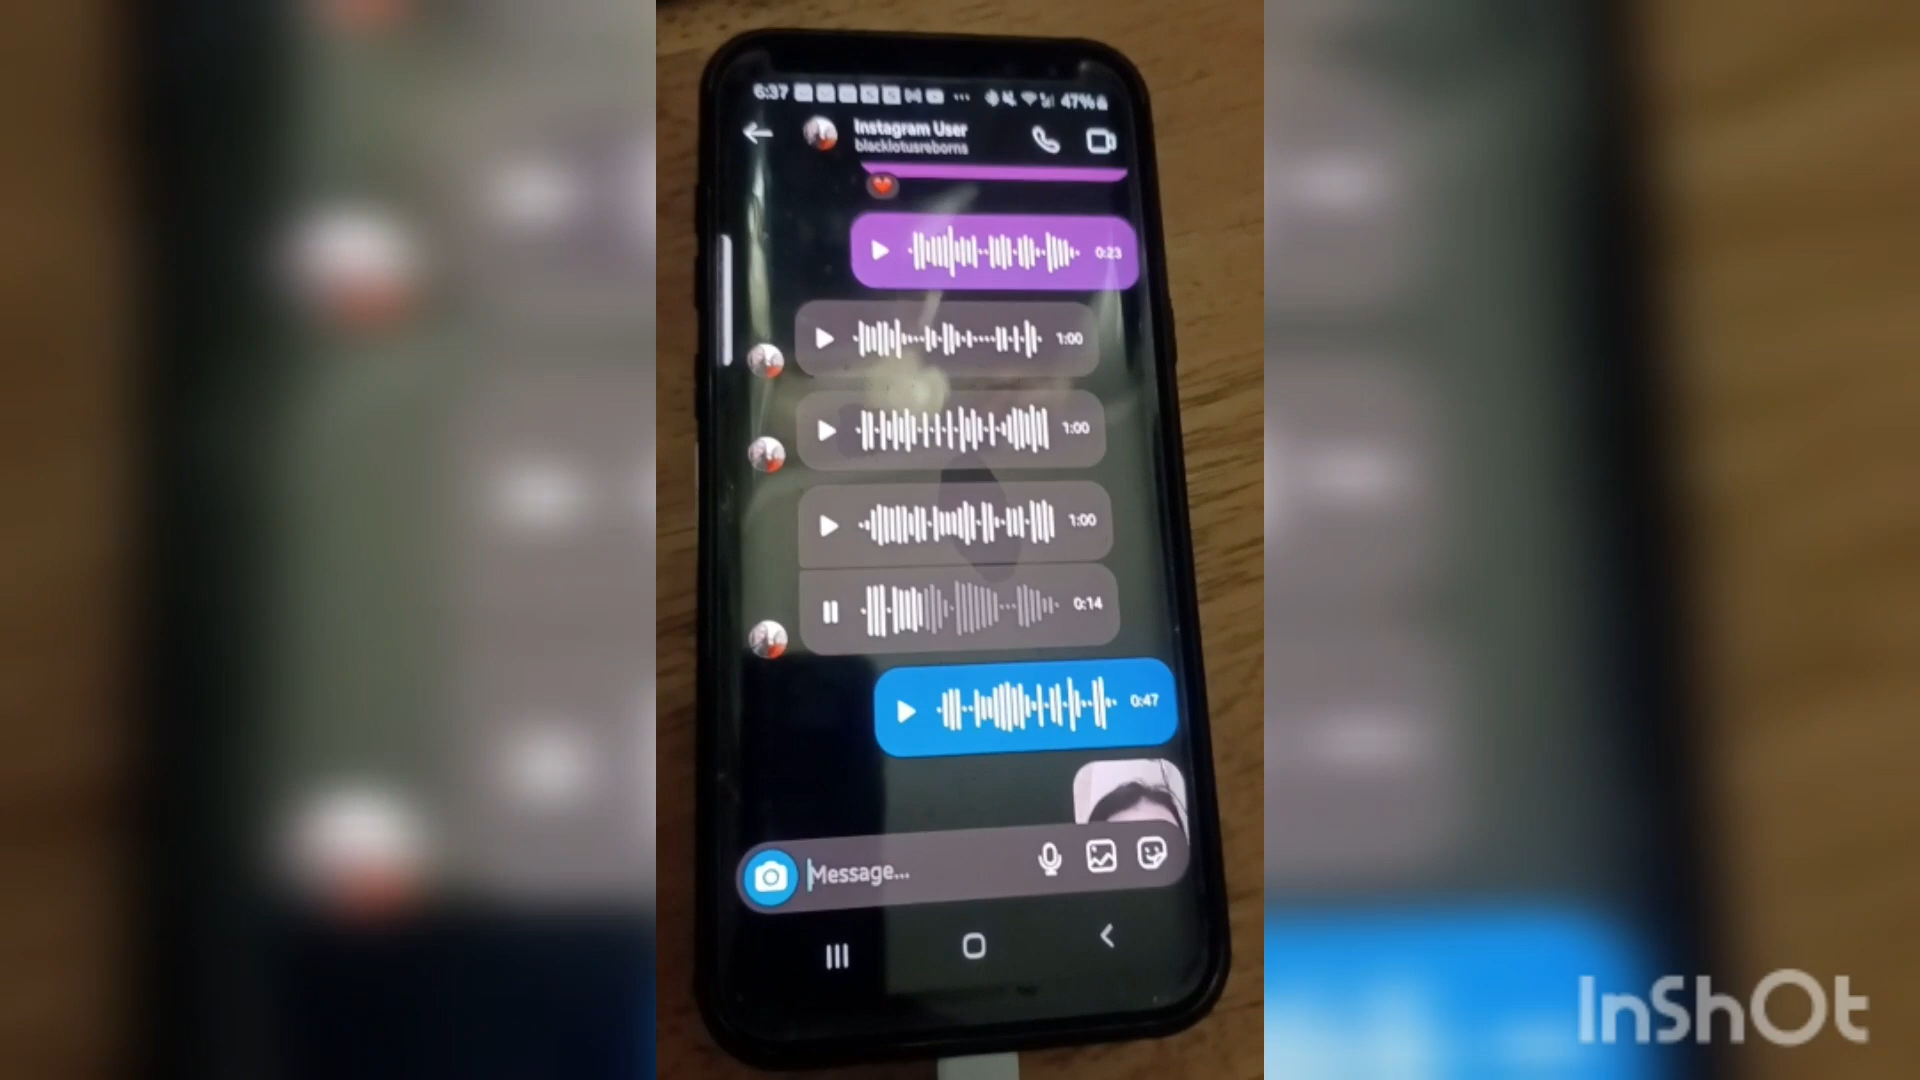 6:37
47%
Instagram User
blacklotusreborns
0:23
1:00
1:00
1:00
0:14
0:47
Message...
InShOt